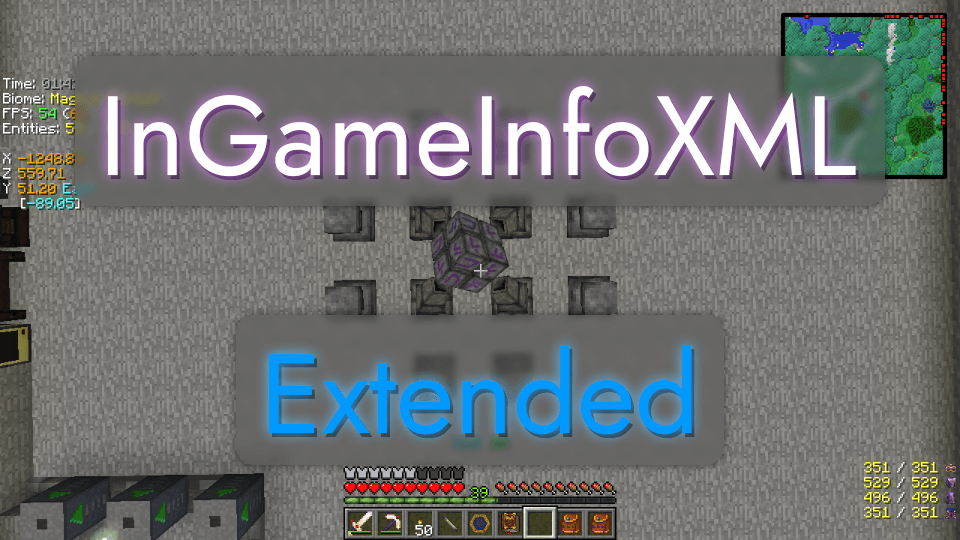 Time:
Biome:
FPS: 54
Entities:
InGameInfoXML
X -1248.8
Z 559.71
Y 51.20
[-89.05]
Extended
39
50
351 / 351
529 / 529
496 / 496
351 / 351